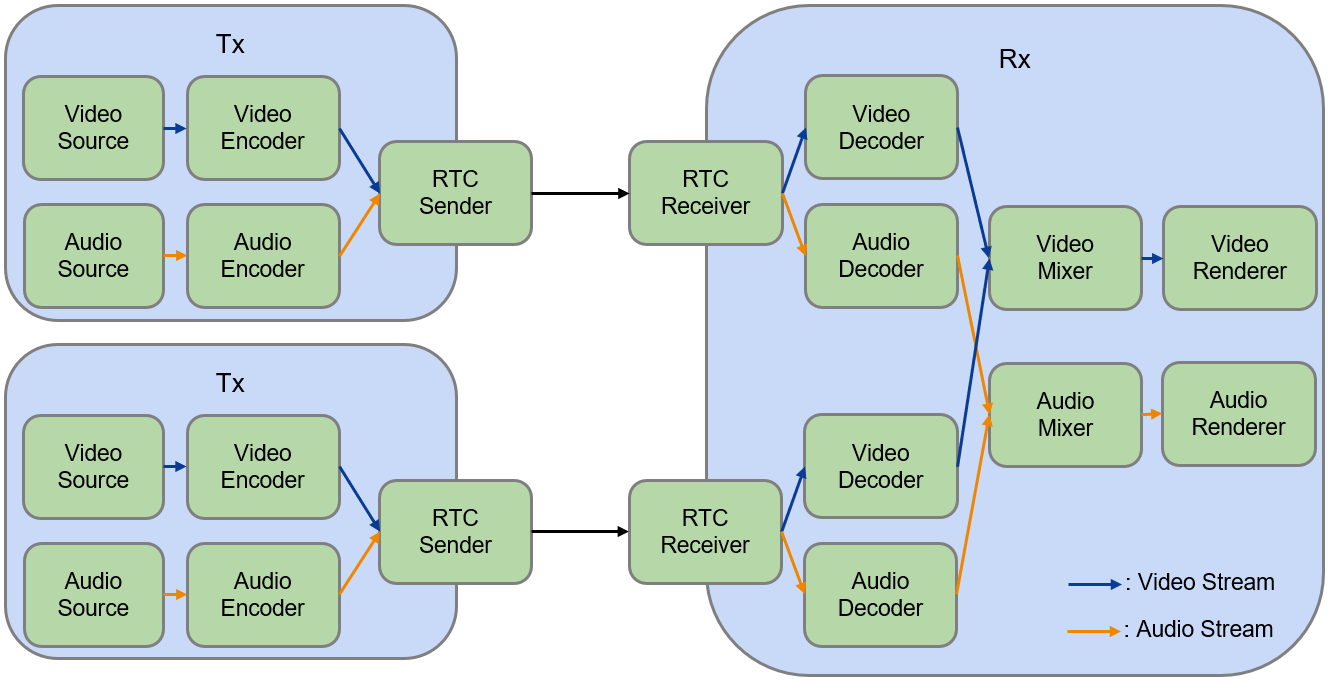 Tx
Video
Source
Video
Encoder
Audio
Source
Audio
Encoder
RTC
Sender
Tx
Video
Source
Video
Encoder
Audio
Source
Audio
Encoder
RTC
Sender
Rx
RTC
Receiver
Video
Decoder
Audio
Decoder
RTC
Receiver
Video
Decoder
Audio
Decoder
Video
Mixer
Video
Renderer
Audio
Mixer
Audio
Renderer
: Video Stream
: Audio Stream